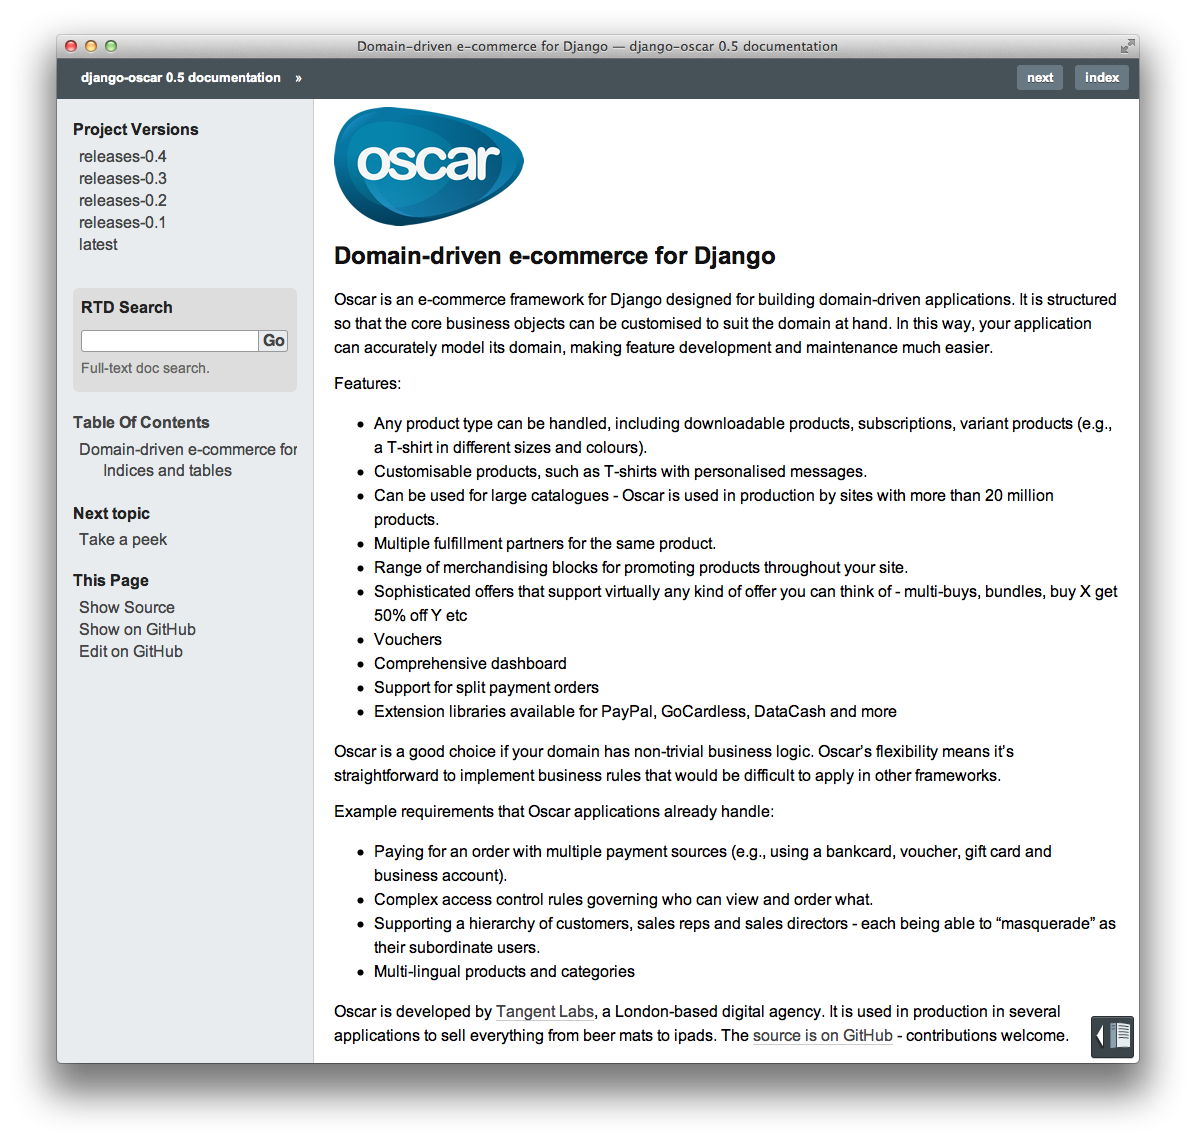 Domain-driven e-commerce for Django — django-oscar 0.5 documentation
django-oscar 0.5 documentation »
next index
Project Versions
releases-0.4
releases-0.3
releases-0.2
releases-0.1
latest
RTD Search
Go
Full-text doc search.
Table Of Contents
Domain-driven e-commerce for
Indices and tables
Next topic
Take a peek
This Page
Show Source
Show on GitHub
Edit on GitHub
oscar
Domain-driven e-commerce for Django
Oscar is an e-commerce framework for Django designed for building domain-driven applications. It is structured
so that the core business objects can be customised to suit the domain at hand. In this way, your application
can accurately model its domain, making feature development and maintenance much easier.
Features:
• Any product type can be handled, including downloadable products, subscriptions, variant products (e.g.,
a T-shirt in different sizes and colours).
• Customisable products, such as T-shirts with personalised messages.
• Can be used for large catalogues - Oscar is used in production by sites with more than 20 million
products.
• Multiple fulfillment partners for the same product.
• Range of merchandising blocks for promoting products throughout your site.
• Sophisticated offers that support virtually any kind of offer you can think of - multi-buys, bundles, buy X get
50% off Y etc
• Vouchers
• Comprehensive dashboard
• Support for split payment orders
• Extension libraries available for PayPal, GoCardless, DataCash and more
Oscar is a good choice if your domain has non-trivial business logic. Oscar’s flexibility means it’s
straightforward to implement business rules that would be difficult to apply in other frameworks.
Example requirements that Oscar applications already handle:
• Paying for an order with multiple payment sources (e.g., using a bankcard, voucher, gift card and
business account).
• Complex access control rules governing who can view and order what.
• Supporting a hierarchy of customers, sales reps and sales directors - each being able to “masquerade” as
their subordinate users.
• Multi-lingual products and categories
Oscar is developed by Tangent Labs, a London-based digital agency. It is used in production in several
applications to sell everything from beer mats to ipads. The source is on GitHub - contributions welcome.